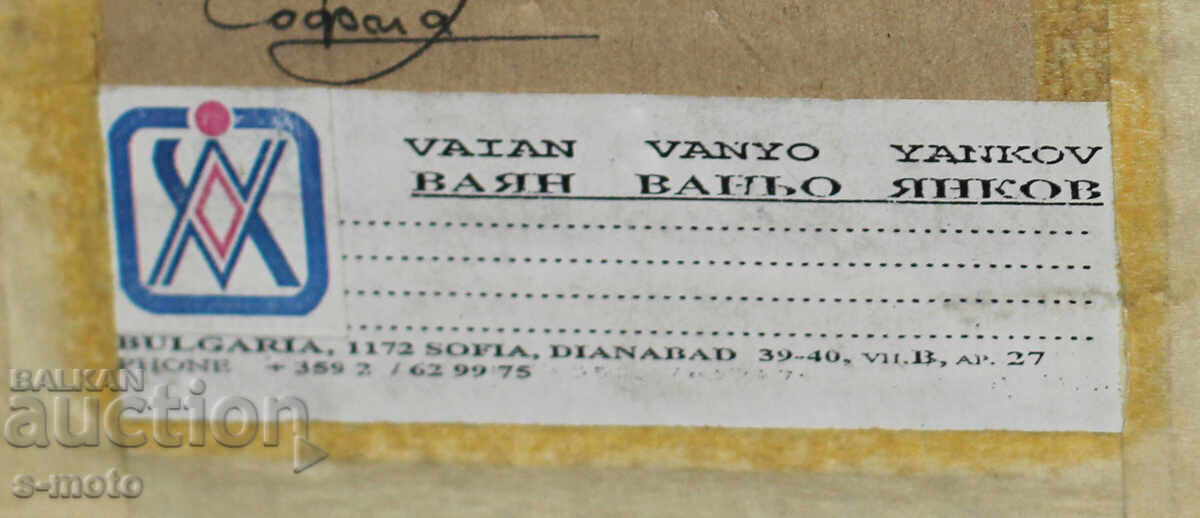 VAIAN VANYO YANKOV
ВАЯН ВАНЬО ЯНКОВ
BULGARIA, 1172 SOFIA, DIANABAD 39-40, VII.B, AP. 27
PHONE +359 2 / 62 99 75
BALKAN
auction
s-moto